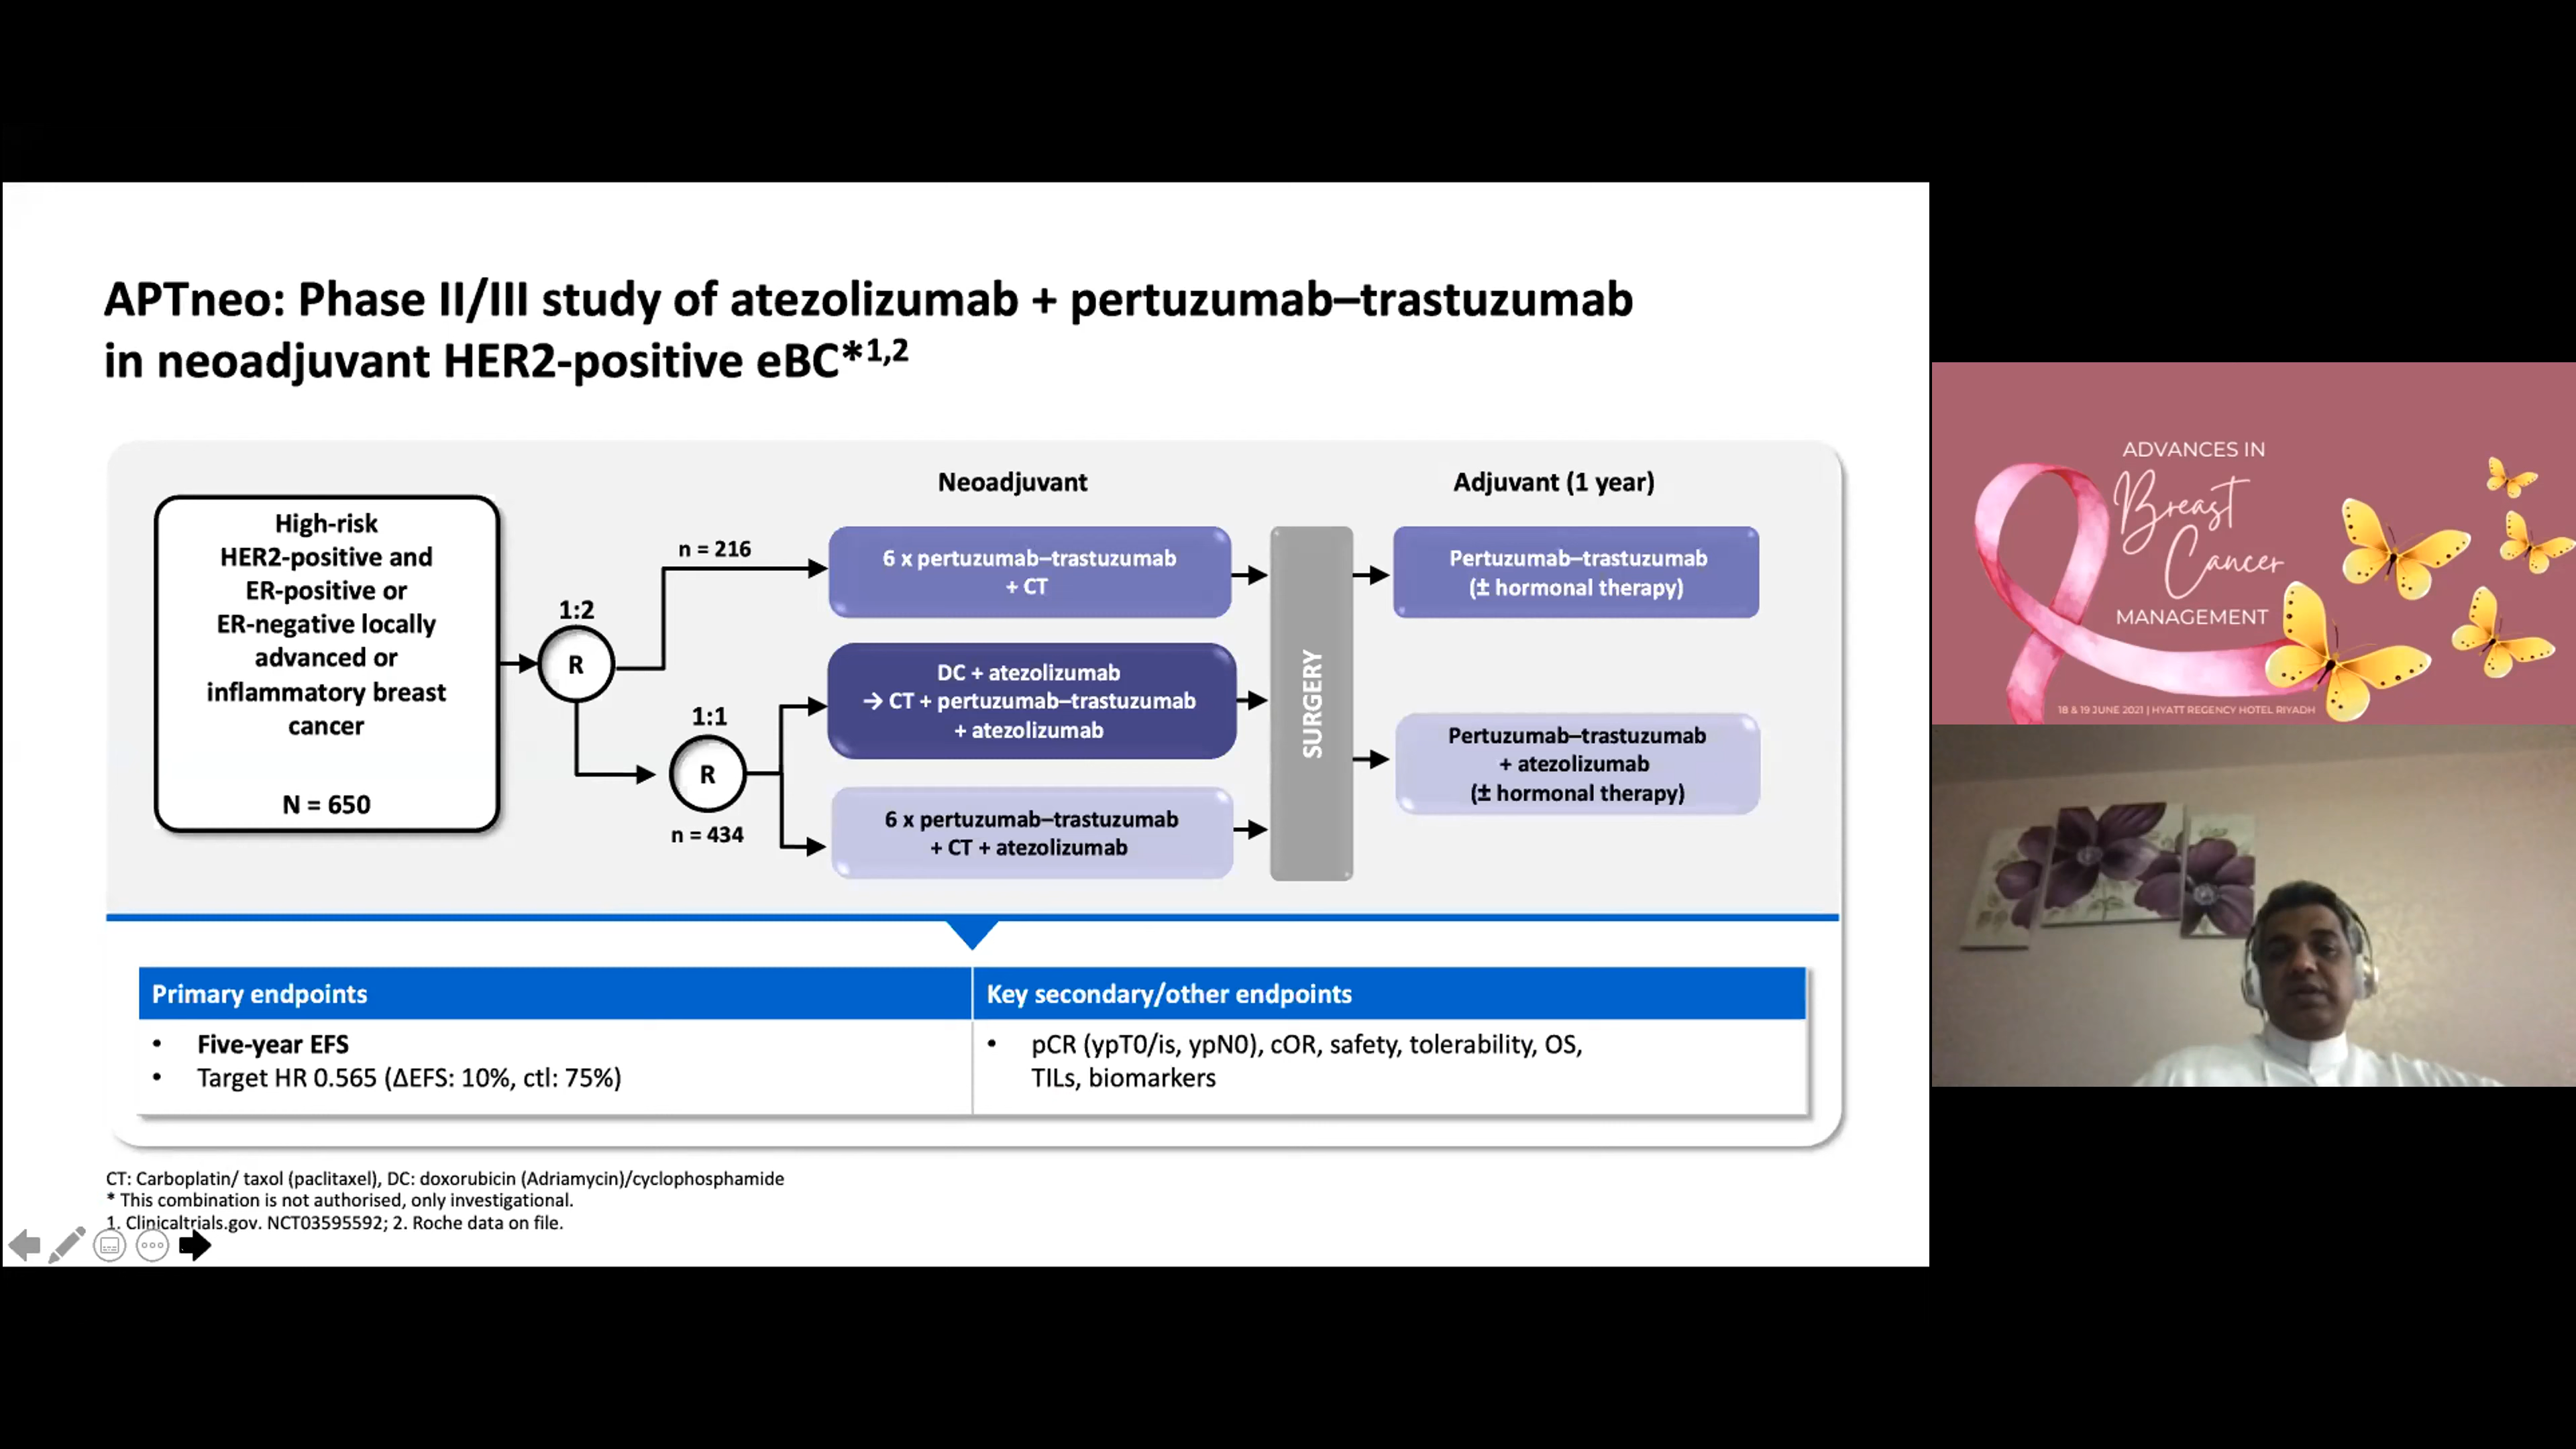 APTneo: Phase II/III study of atezolizumab + pertuzumab–trastuzumab
in neoadjuvant HER2-positive eBC*1,2
Neoadjuvant
Adjuvant (1 year)
High-risk
HER2-positive and
ER-positive or
ER-negative locally
advanced or
inflammatory breast
cancer
N = 650
1:2
R
n = 216
1:1
R
n = 434
6 x pertuzumab–trastuzumab
+ CT
DC + atezolizumab
→ CT + pertuzumab–trastuzumab
+ atezolizumab
6 x pertuzumab–trastuzumab
+ CT + atezolizumab
SURGERY
Pertuzumab–trastuzumab
(± hormonal therapy)
Pertuzumab–trastuzumab
+ atezolizumab
(± hormonal therapy)
Primary endpoints
• Five-year EFS
• Target HR 0.565 (ΔEFS: 10%, ctl: 75%)
Key secondary/other endpoints
• pCR (ypT0/is, ypN0), cOR, safety, tolerability, OS,
TILs, biomarkers
CT: Carboplatin/ taxol (paclitaxel), DC: doxorubicin (Adriamycin)/cyclophosphamide
* This combination is not authorised, only investigational.
1. Clinicaltrials.gov. NCT03595592; 2. Roche data on file.
ADVANCES IN
Breast
Cancer
MANAGEMENT
18 & 19 JUNE 2021 | HYATT REGENCY HOTEL RIYADH